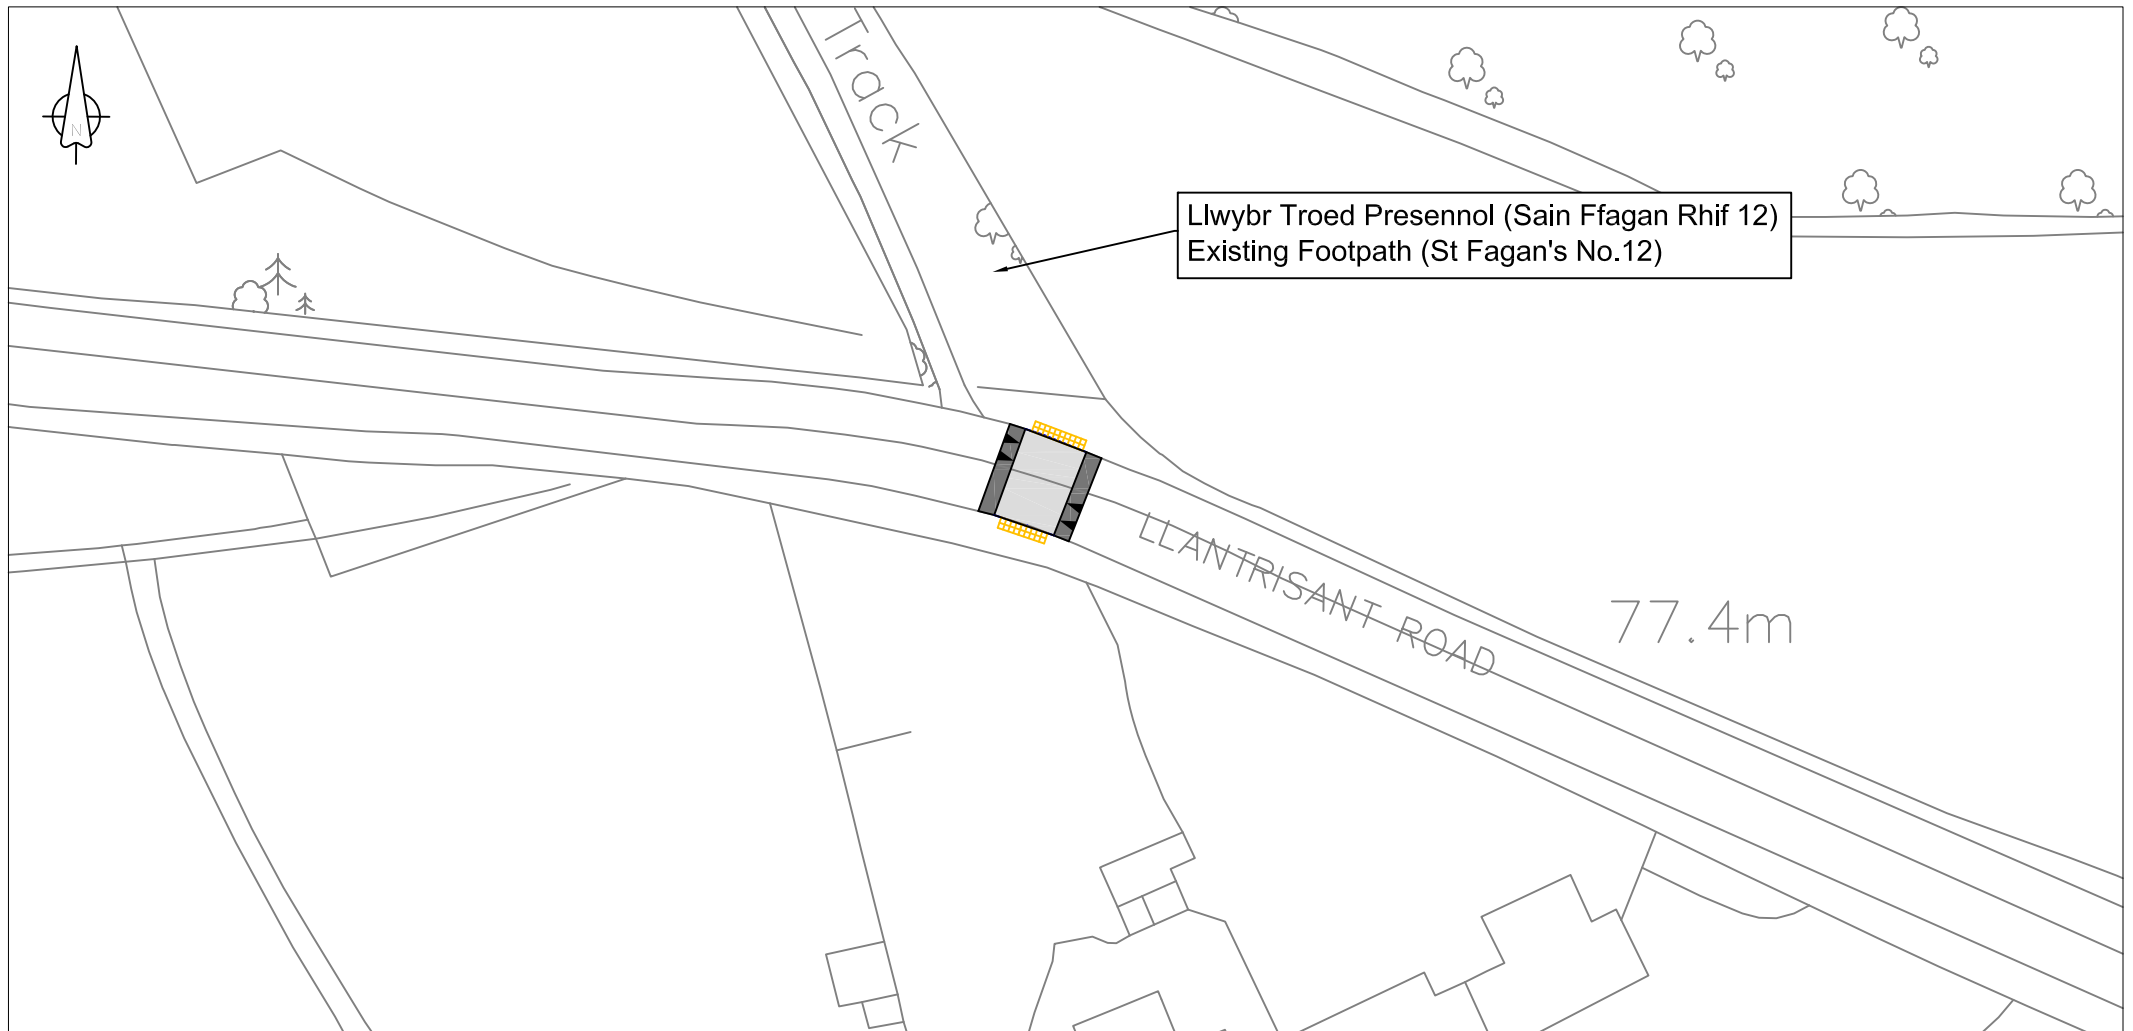 N
Track
Llwybr Troed Presennol (Sain Ffagan Rhif 12)
Existing Footpath (St Fagan's No.12)
LLANTRISANT ROAD
77.4m